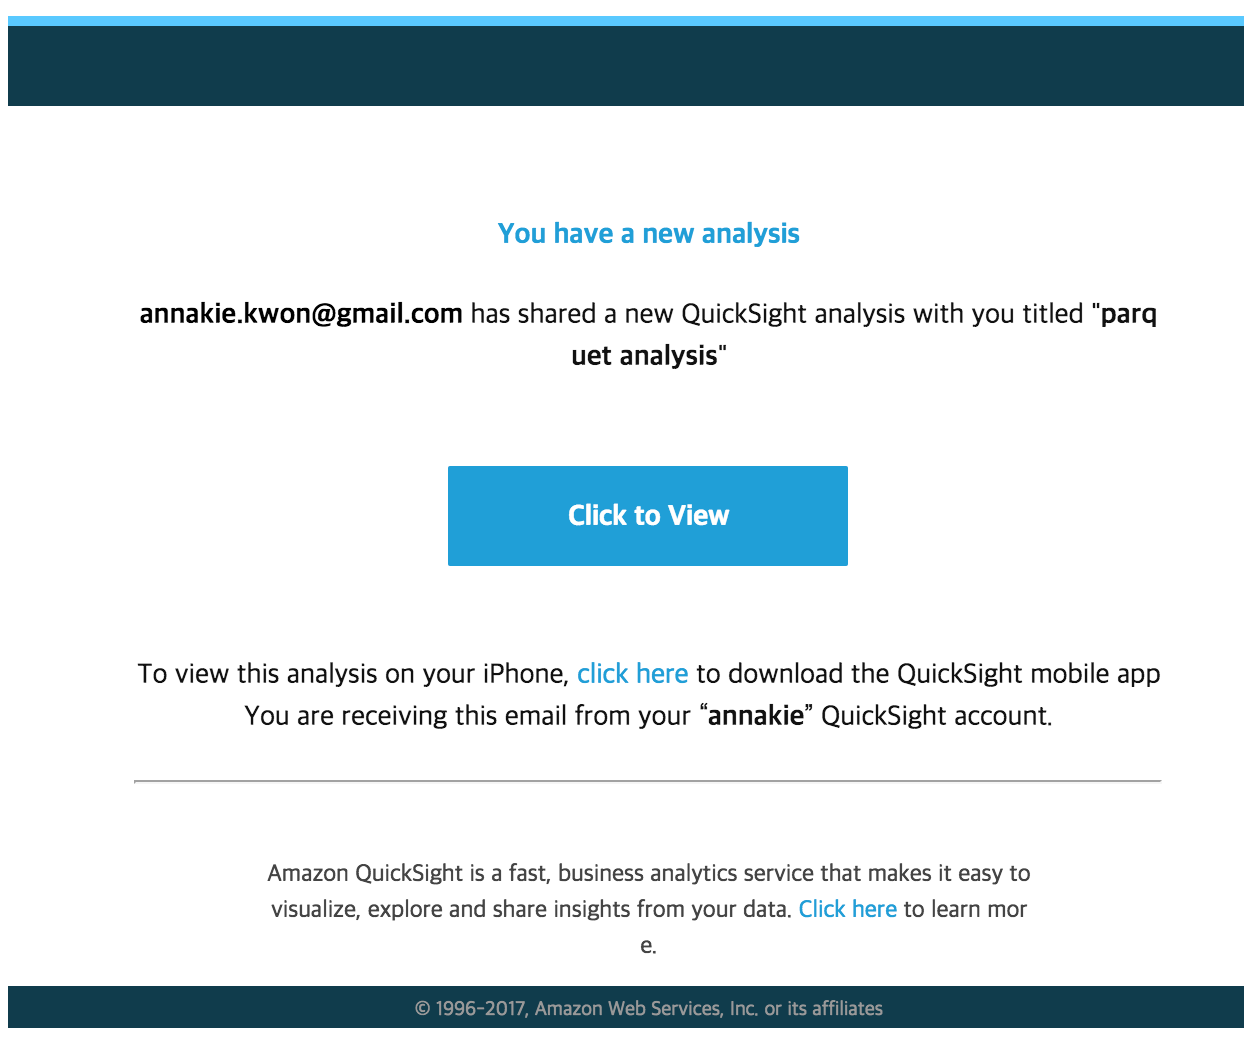 You have a new analysis
annakie.kwon@gmail.com has shared a new QuickSight analysis with you titled "parq
uet analysis"
Click to View
To view this analysis on your iPhone, click here to download the QuickSight mobile app
You are receiving this email from your “annakie” QuickSight account.
Amazon QuickSight is a fast, business analytics service that makes it easy to
visualize, explore and share insights from your data. Click here to learn mor
e.
© 1996-2017, Amazon Web Services, Inc. or its affiliates